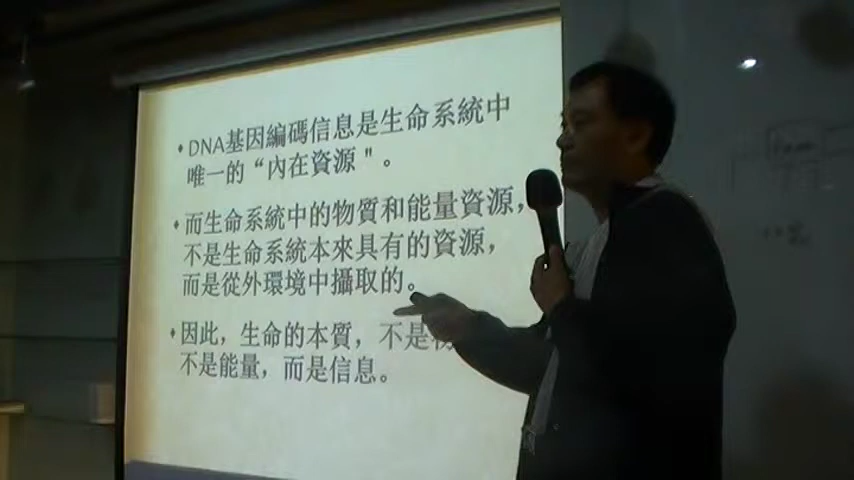 • DNA基因編碼信息是生命系統中
唯一的“內在資源"。
• 而生命系統中的物質和能量資源，
不是生命系統本來具有的資源，
而是從外環境中攝取的。
• 因此，生命的本質，不是
不是能量，而是信息。